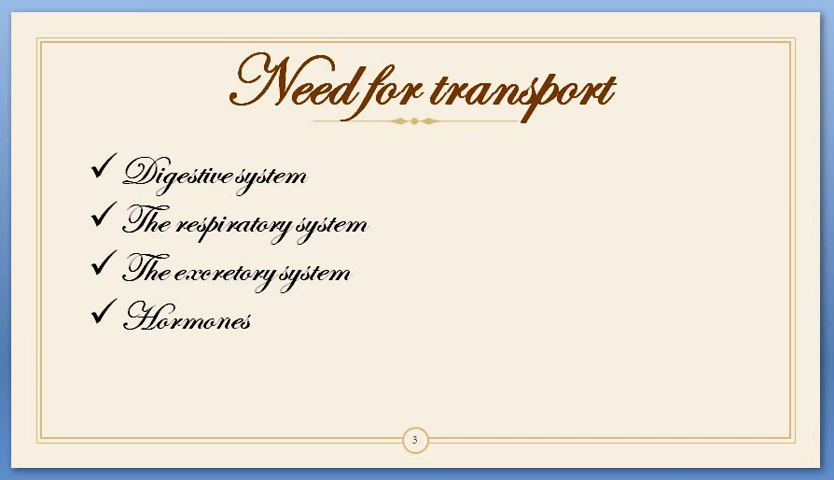 Need for transport
✓ Digestive system
✓ The respiratory system
✓ The excretory system
✓ Hormones
3